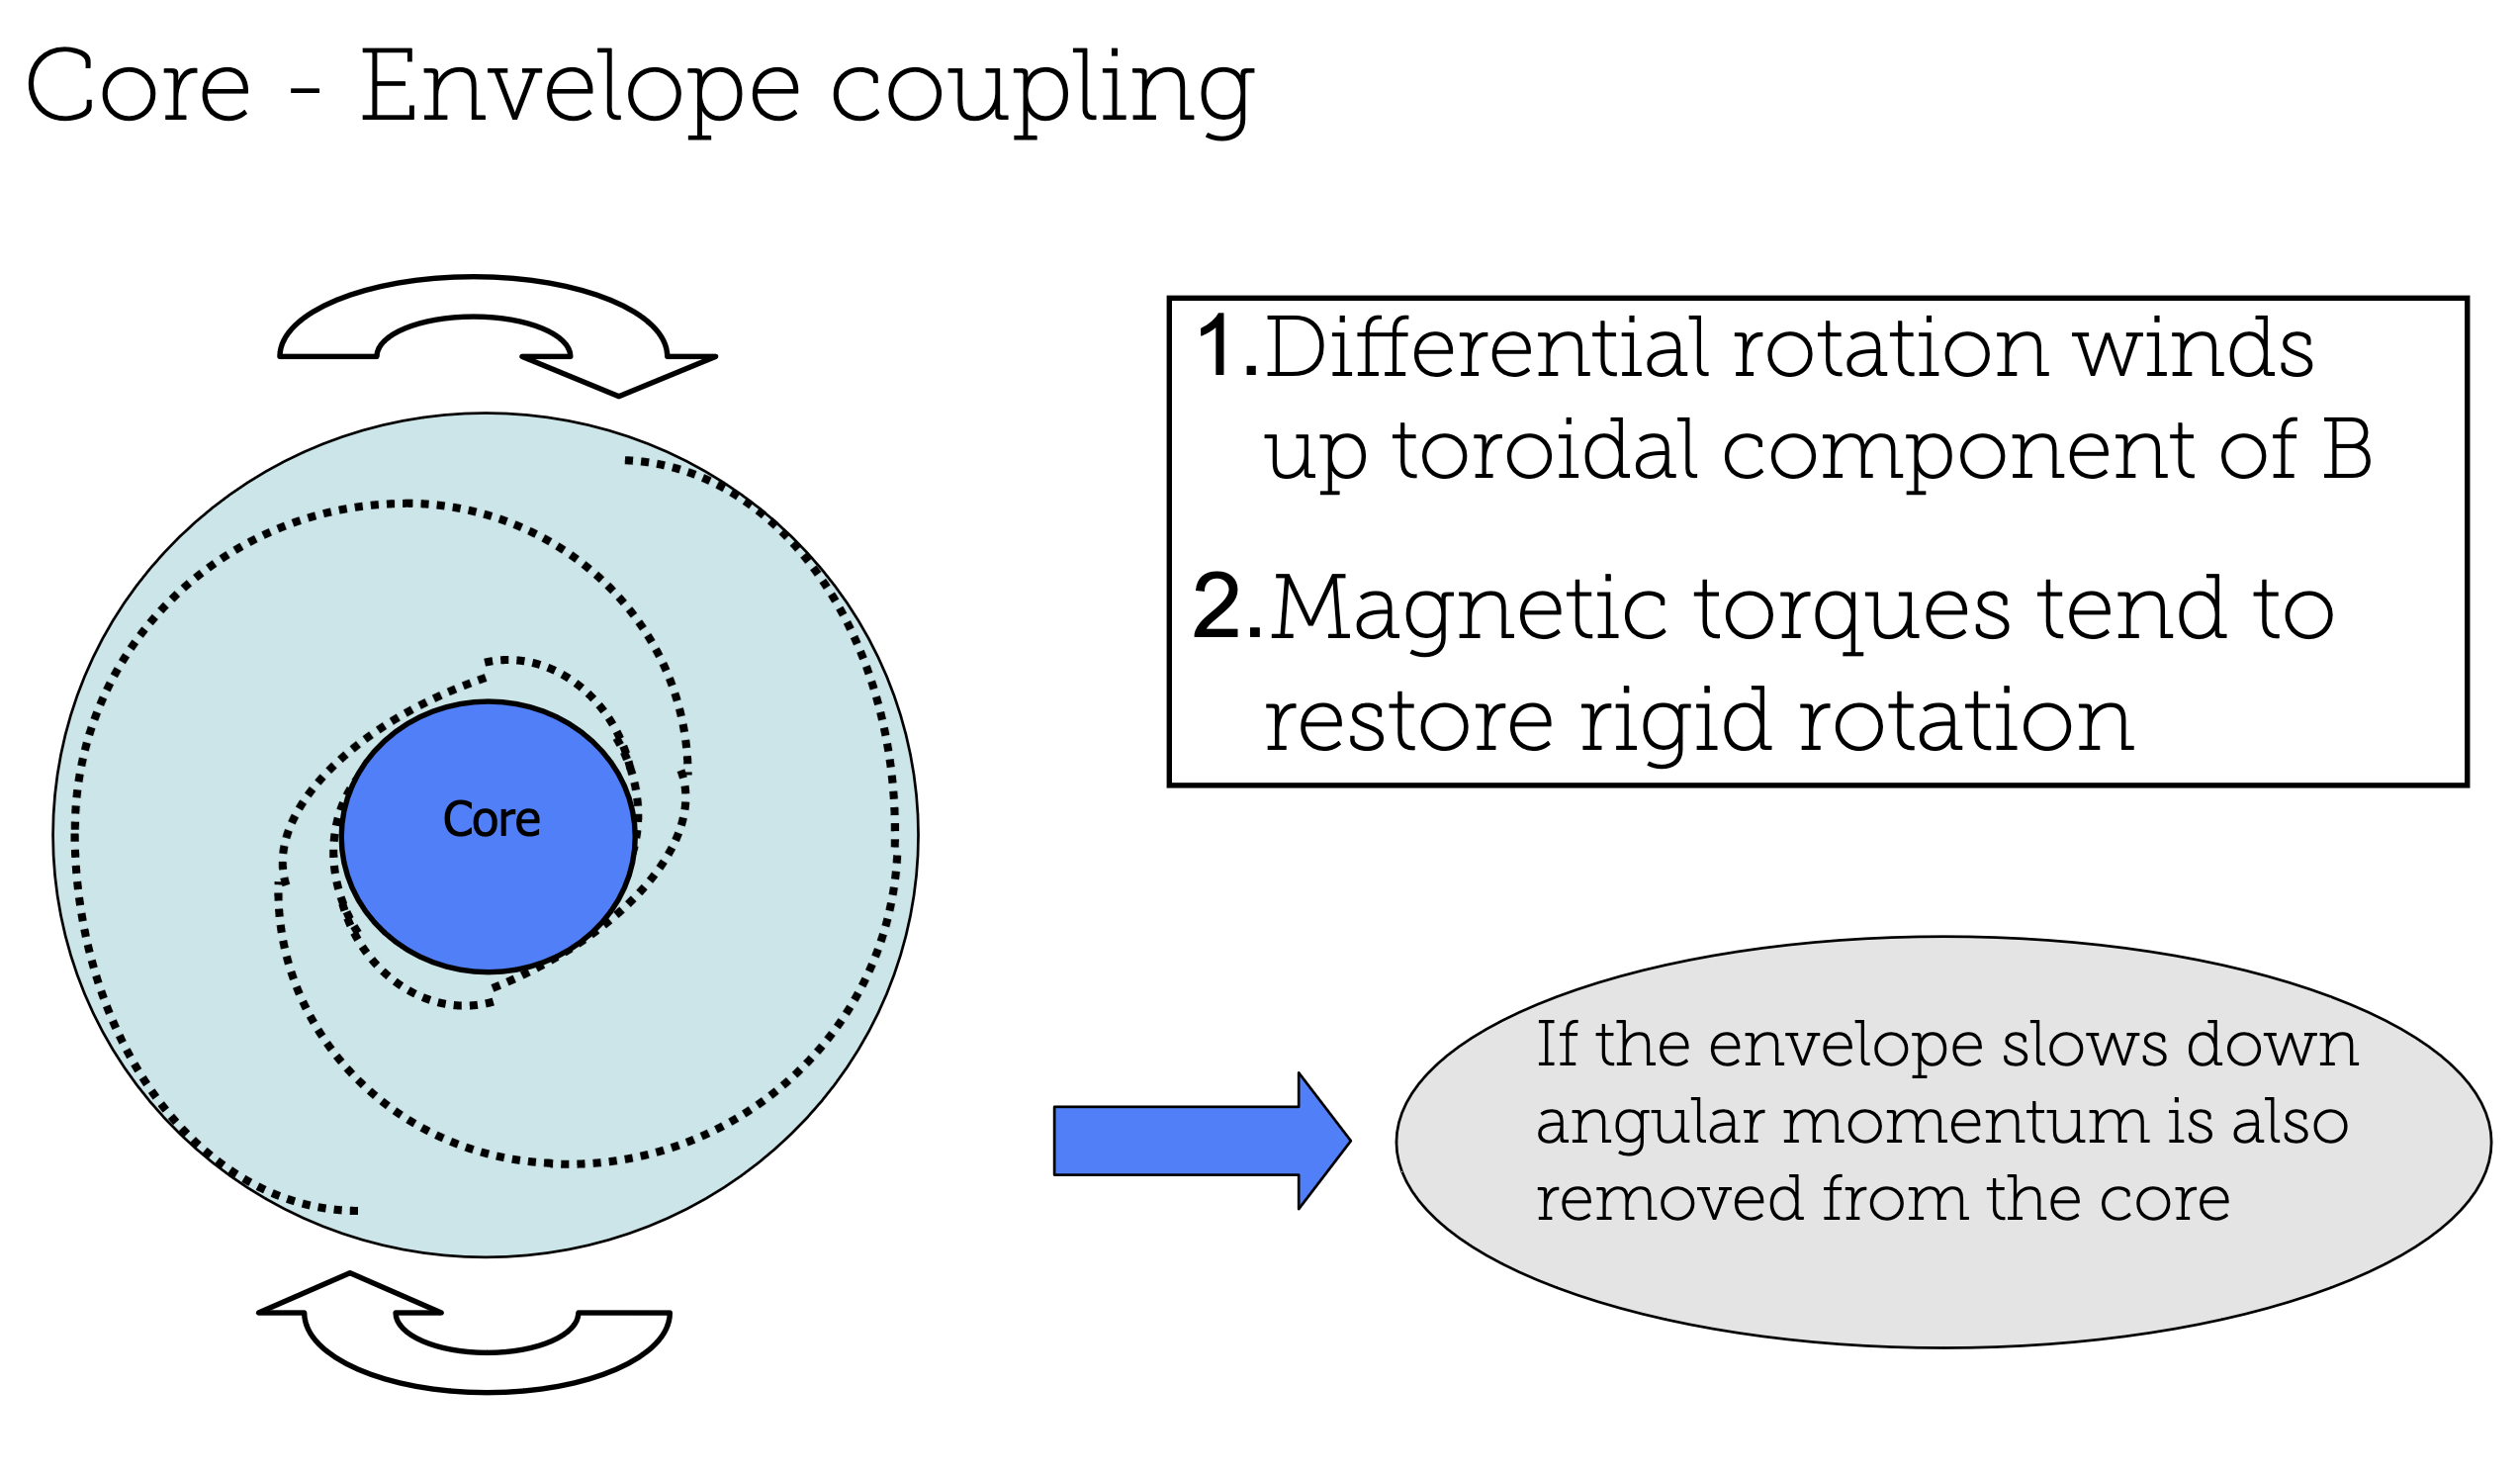 Core - Envelope coupling
1.Differential rotation winds
up toroidal component of B
2.Magnetic torques tend to
restore rigid rotation
Core
If the envelope slows down
angular momentum is also
removed from the core